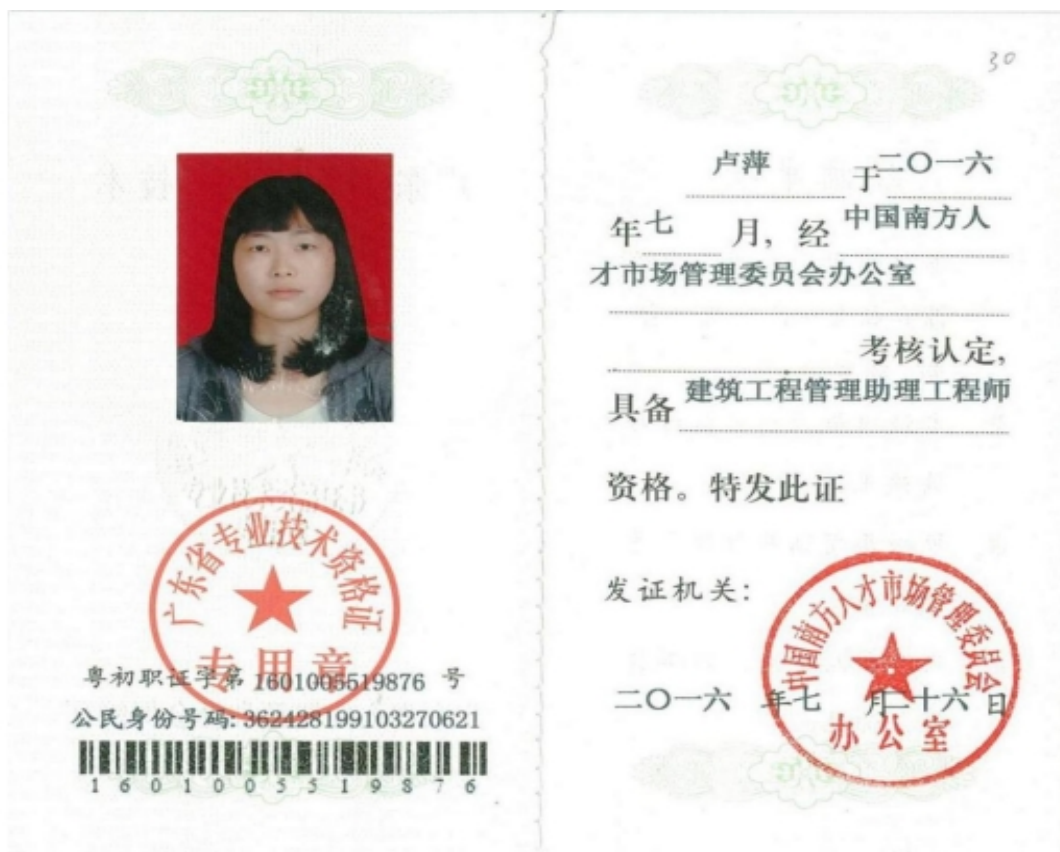 广东省专业技术资格证
专用章
粤初职证字第 1601005519876 号
公民身份号码: 362428199103270621
1601005519876
30
卢萍 于 二〇一六
年 七 月, 经 中国南方人
才市场管理委员会办公室
考核认定,
具备 建筑工程管理助理工程师
资格。特发此证
发证机关:
中国南方人才市场管理委员会
办公室
二〇一六 年 七 月 二十六 日